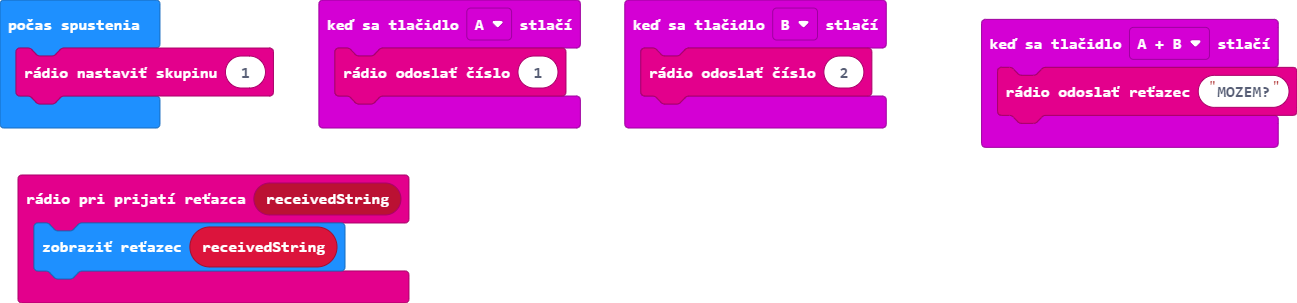 počas spustenia
rádio nastaviť skupinu 1
keď sa tlačidlo A stlačí
rádio odoslať číslo 1
keď sa tlačidlo B stlačí
rádio odoslať číslo 2
keď sa tlačidlo A + B stlačí
rádio odoslať reťazec "MOZEM?"
rádio pri prijatí reťazca receivedString
zobraziť reťazec receivedString